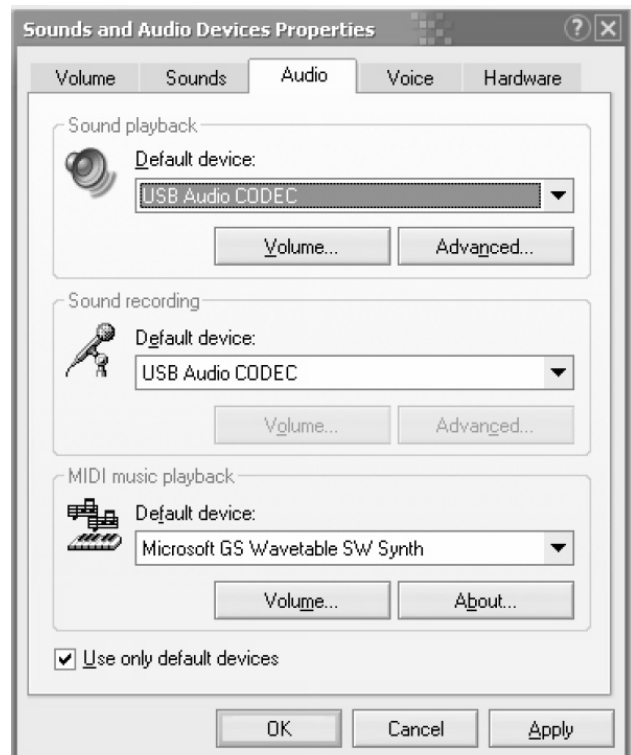 Sounds and Audio Devices Properties
Volume Sounds Audio Voice Hardware
Sound playback
Default device:
USB Audio CODEC
Volume... Advanced...
Sound recording
Default device:
USB Audio CODEC
Volume... Advanced...
MIDI music playback
Default device:
Microsoft GS Wavetable SW Synth
Volume... About...
Use only default devices
OK Cancel Apply